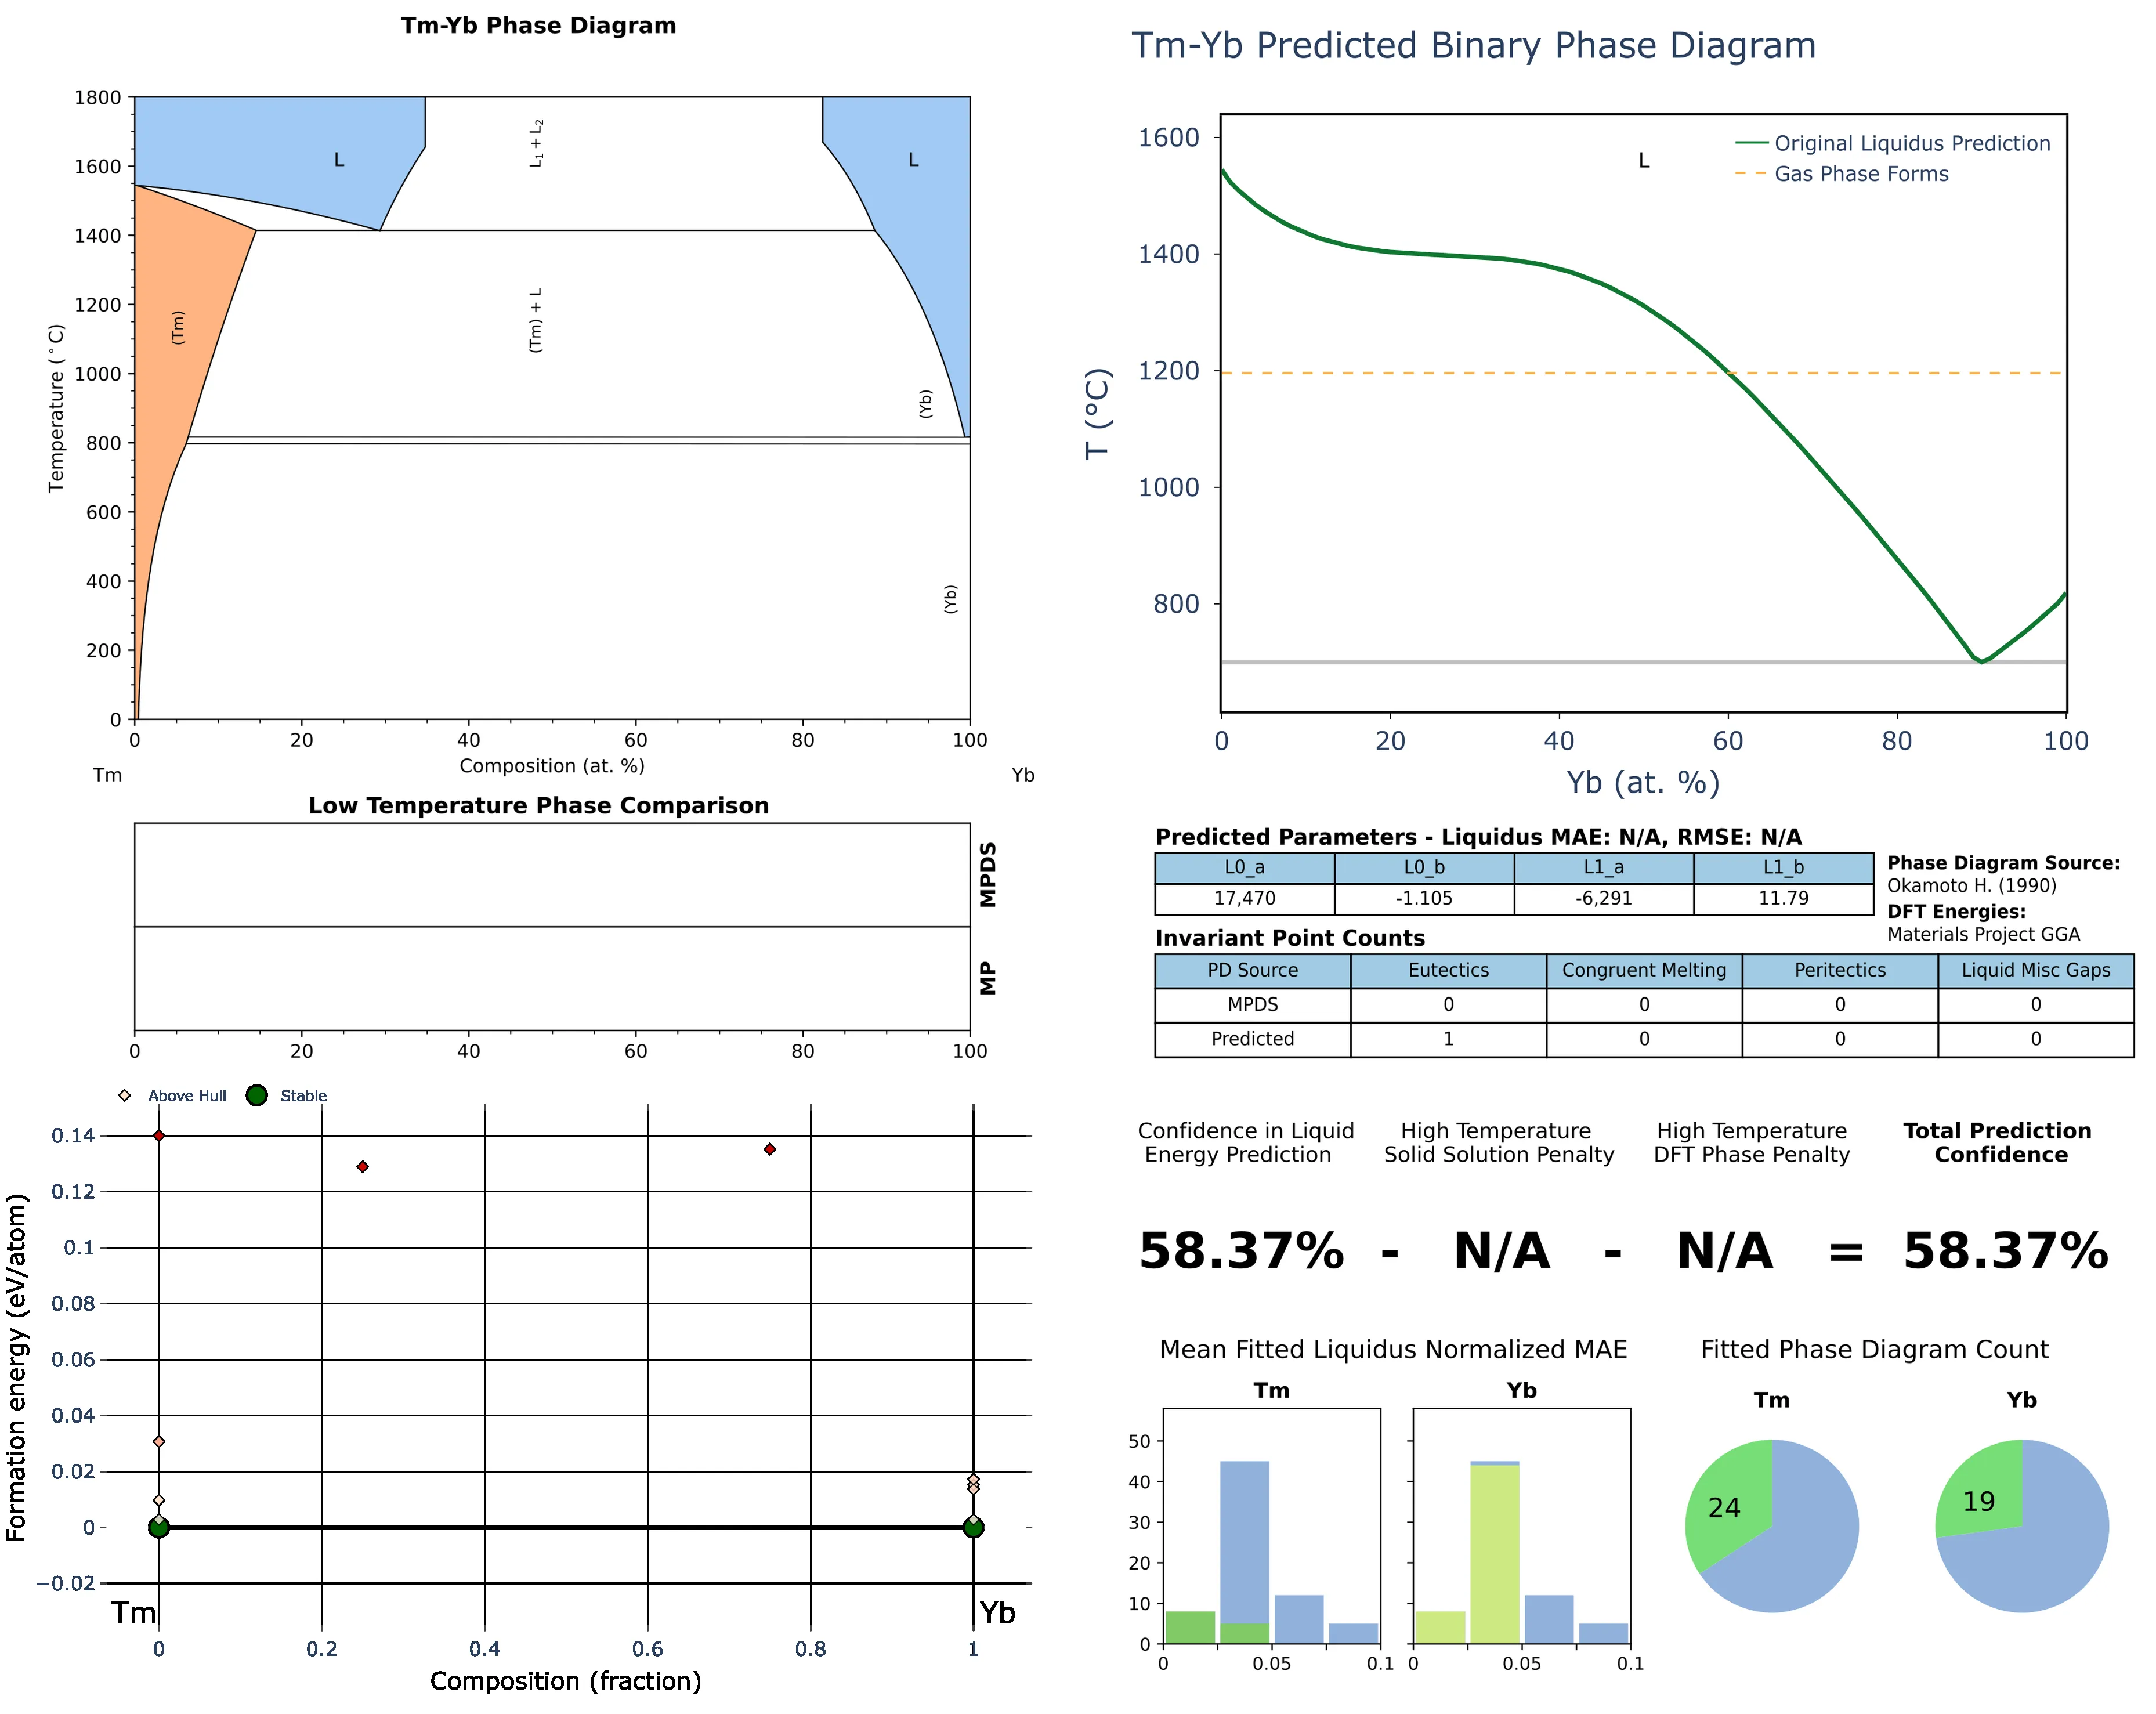 Tm-Yb Phase Diagram
1800
1600
1400
1200
1000
800
600
400
200
0
Temperature (°C)
L
L₁ + L₂
L
(Tm)
(Tm) + L
(Yb)
(Yb)
0 20 40 60 80 100
Composition (at. %)
Tm
Yb
Tm-Yb Predicted Binary Phase Diagram
1600
1400
1200
1000
800
T (°C)
L
Original Liquidus Prediction
Gas Phase Forms
0 20 40 60 80 100
Yb (at. %)
Low Temperature Phase Comparison
MPDS
MP
0 20 40 60 80 100
Predicted Parameters - Liquidus MAE: N/A, RMSE: N/A
L0_a L0_b L1_a L1_b
17,470 -1.105 -6,291 11.79
Phase Diagram Source:
Okamoto H. (1990)
DFT Energies:
Materials Project GGA
Invariant Point Counts
PD Source Eutectics Congruent Melting Peritectics Liquid Misc Gaps
MPDS 0 0 0 0
Predicted 1 0 0 0
Above Hull Stable
0.14
0.12
0.1
0.08
0.06
0.04
0.02
0
−0.02
Formation energy (eV/atom)
Tm
Yb
0 0.2 0.4 0.6 0.8 1
Composition (fraction)
Confidence in Liquid
Energy Prediction
High Temperature
Solid Solution Penalty
High Temperature
DFT Phase Penalty
Total Prediction
Confidence
58.37% - N/A - N/A = 58.37%
Mean Fitted Liquidus Normalized MAE
Tm
Yb
50
40
30
20
10
0
0 0.05 0.1
0 0.05 0.1
Fitted Phase Diagram Count
Tm
Yb
24
19